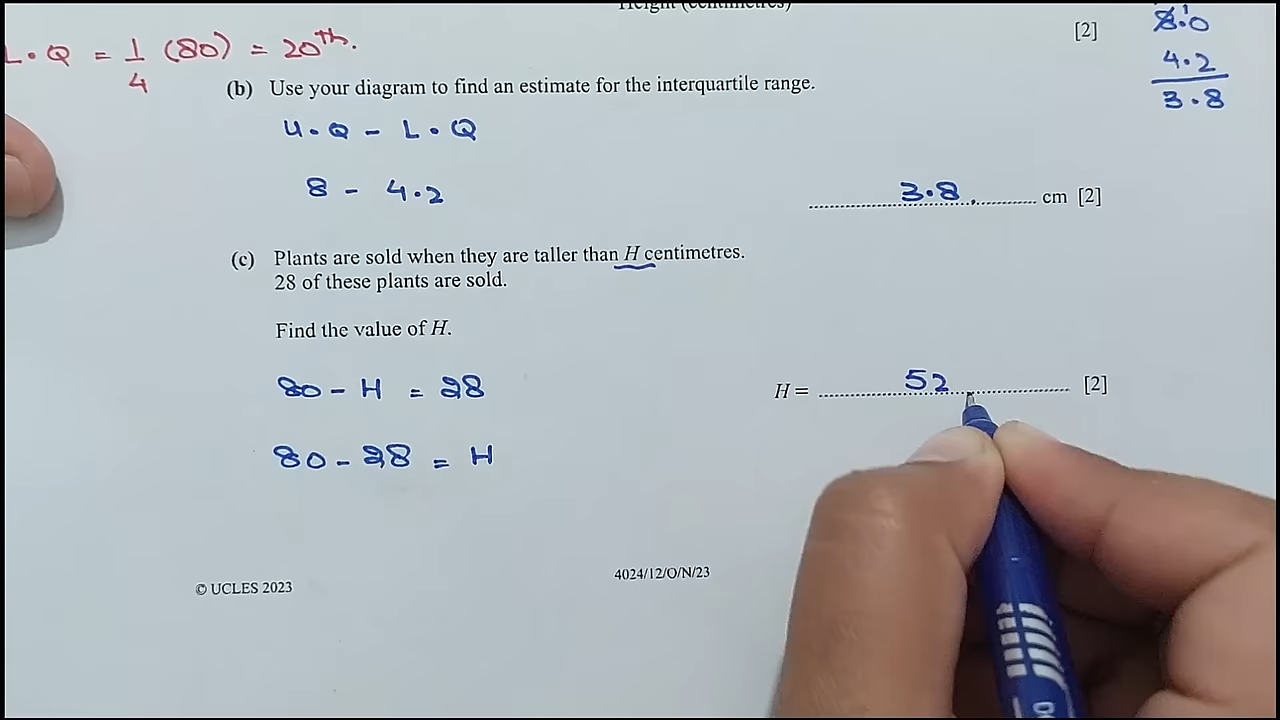 Height (centimetres)
[2]
L.Q = 1/4 (80) = 20th.
8.10
4.2
3.8
(b) Use your diagram to find an estimate for the interquartile range.
U.Q - L.Q
8 - 4.2
3.8 cm [2]
(c) Plants are sold when they are taller than H centimetres.
28 of these plants are sold.
Find the value of H.
80 - H = 28
H = 52 [2]
80 - 28 = H
© UCLES 2023
4024/12/O/N/23